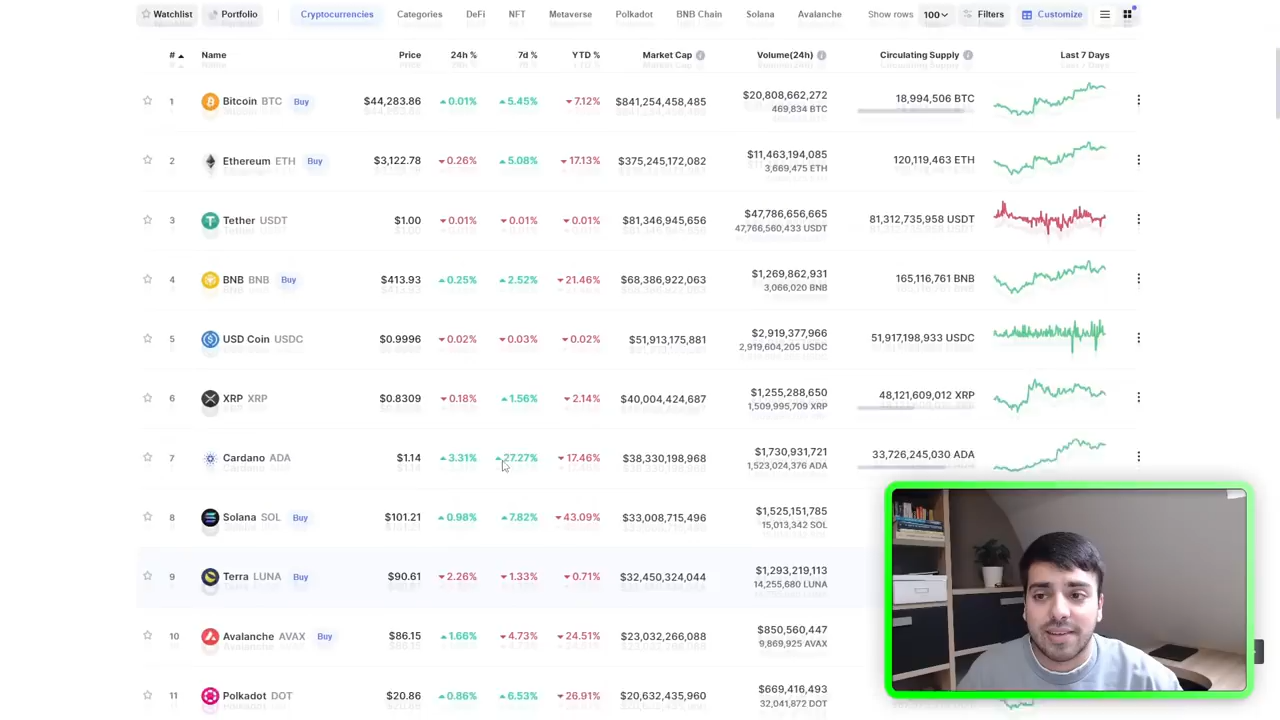 Watchlist Portfolio Cryptocurrencies Categories DeFi NFT Metaverse Polkadot BNB Chain Solana Avalanche Show rows 100 Filters Customize
# Name Price 24h % 7d % YTD % Market Cap Volume(24h) Circulating Supply Last 7 Days
1 Bitcoin BTC Buy $44,283.86 0.01% 5.45% 7.12% $841,254,458,485 $20,808,662,272 18,994,506 BTC
469,834 BTC
2 Ethereum ETH Buy $3,122.78 0.26% 5.08% 17.13% $375,245,172,082 $11,463,194,085 120,119,463 ETH
3,669,475 ETH
3 Tether USDT $1.00 0.01% 0.01% 0.01% $81,346,945,656 $47,786,656,665 81,312,735,958 USDT
47,766,560,433 USDT
4 BNB BNB Buy $413.93 0.25% 2.52% 21.46% $68,386,922,063 $1,269,862,931 165,116,761 BNB
3,066,020 BNB
5 USD Coin USDC $0.9996 0.02% 0.03% 0.02% $51,913,175,881 $2,919,377,966 51,917,198,933 USDC
2,919,604,205 USDC
6 XRP XRP $0.8309 0.18% 1.56% 2.14% $40,004,424,687 $1,255,288,650 48,121,609,012 XRP
1,509,995,709 XRP
7 Cardano ADA $1.14 3.31% 27.27% 17.46% $38,330,198,968 $1,730,931,721 33,726,245,030 ADA
1,523,024,376 ADA
8 Solana SOL Buy $101.21 0.98% 7.82% 43.09% $33,008,715,496 $1,525,151,785
15,013,342 SOL
9 Terra LUNA Buy $90.61 2.26% 1.33% 0.71% $32,450,324,044 $1,293,219,113
14,255,680 LUNA
10 Avalanche AVAX Buy $86.15 1.66% 4.73% 24.51% $23,032,266,088 $850,560,447
9,869,925 AVAX
11 Polkadot DOT $20.86 0.86% 6.53% 26.91% $20,632,435,960 $669,416,493
32,041,872 DOT